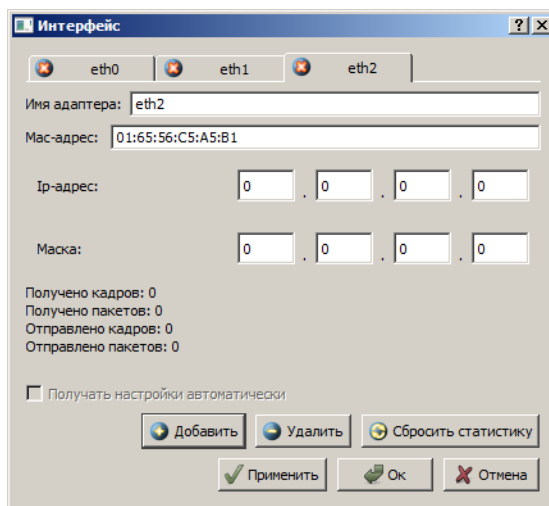 Интерфейс
eth0 eth1 eth2
Имя адаптера: eth2
Mac-адрес: 01:65:56:C5:A5:B1
Ip-адрес: 0 . 0 . 0 . 0
Маска: 0 . 0 . 0 . 0
Получено кадров: 0
Получено пакетов: 0
Отправлено кадров: 0
Отправлено пакетов: 0
Получать настройки автоматически
Добавить Удалить Сбросить статистику
Применить Ок Отмена